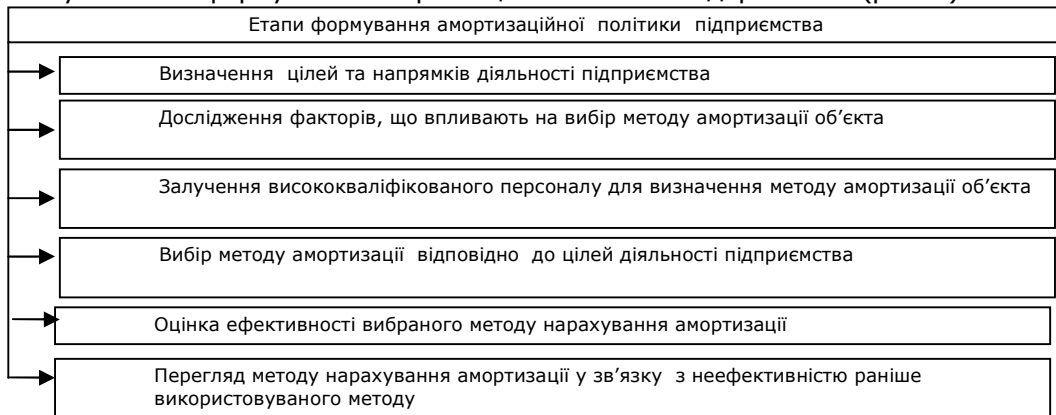 Етапи формування амортизаційної політики підприємства
Визначення цілей та напрямків діяльності підприємства
Дослідження факторів, що впливають на вибір методу амортизації об’єкта
Залучення висококваліфікованого персоналу для визначення методу амортизації об’єкта
Вибір методу амортизації відповідно до цілей діяльності підприємства
Оцінка ефективності вибраного методу нарахування амортизації
Перегляд методу нарахування амортизації у зв’язку з неефективністю раніше
використовуваного методу